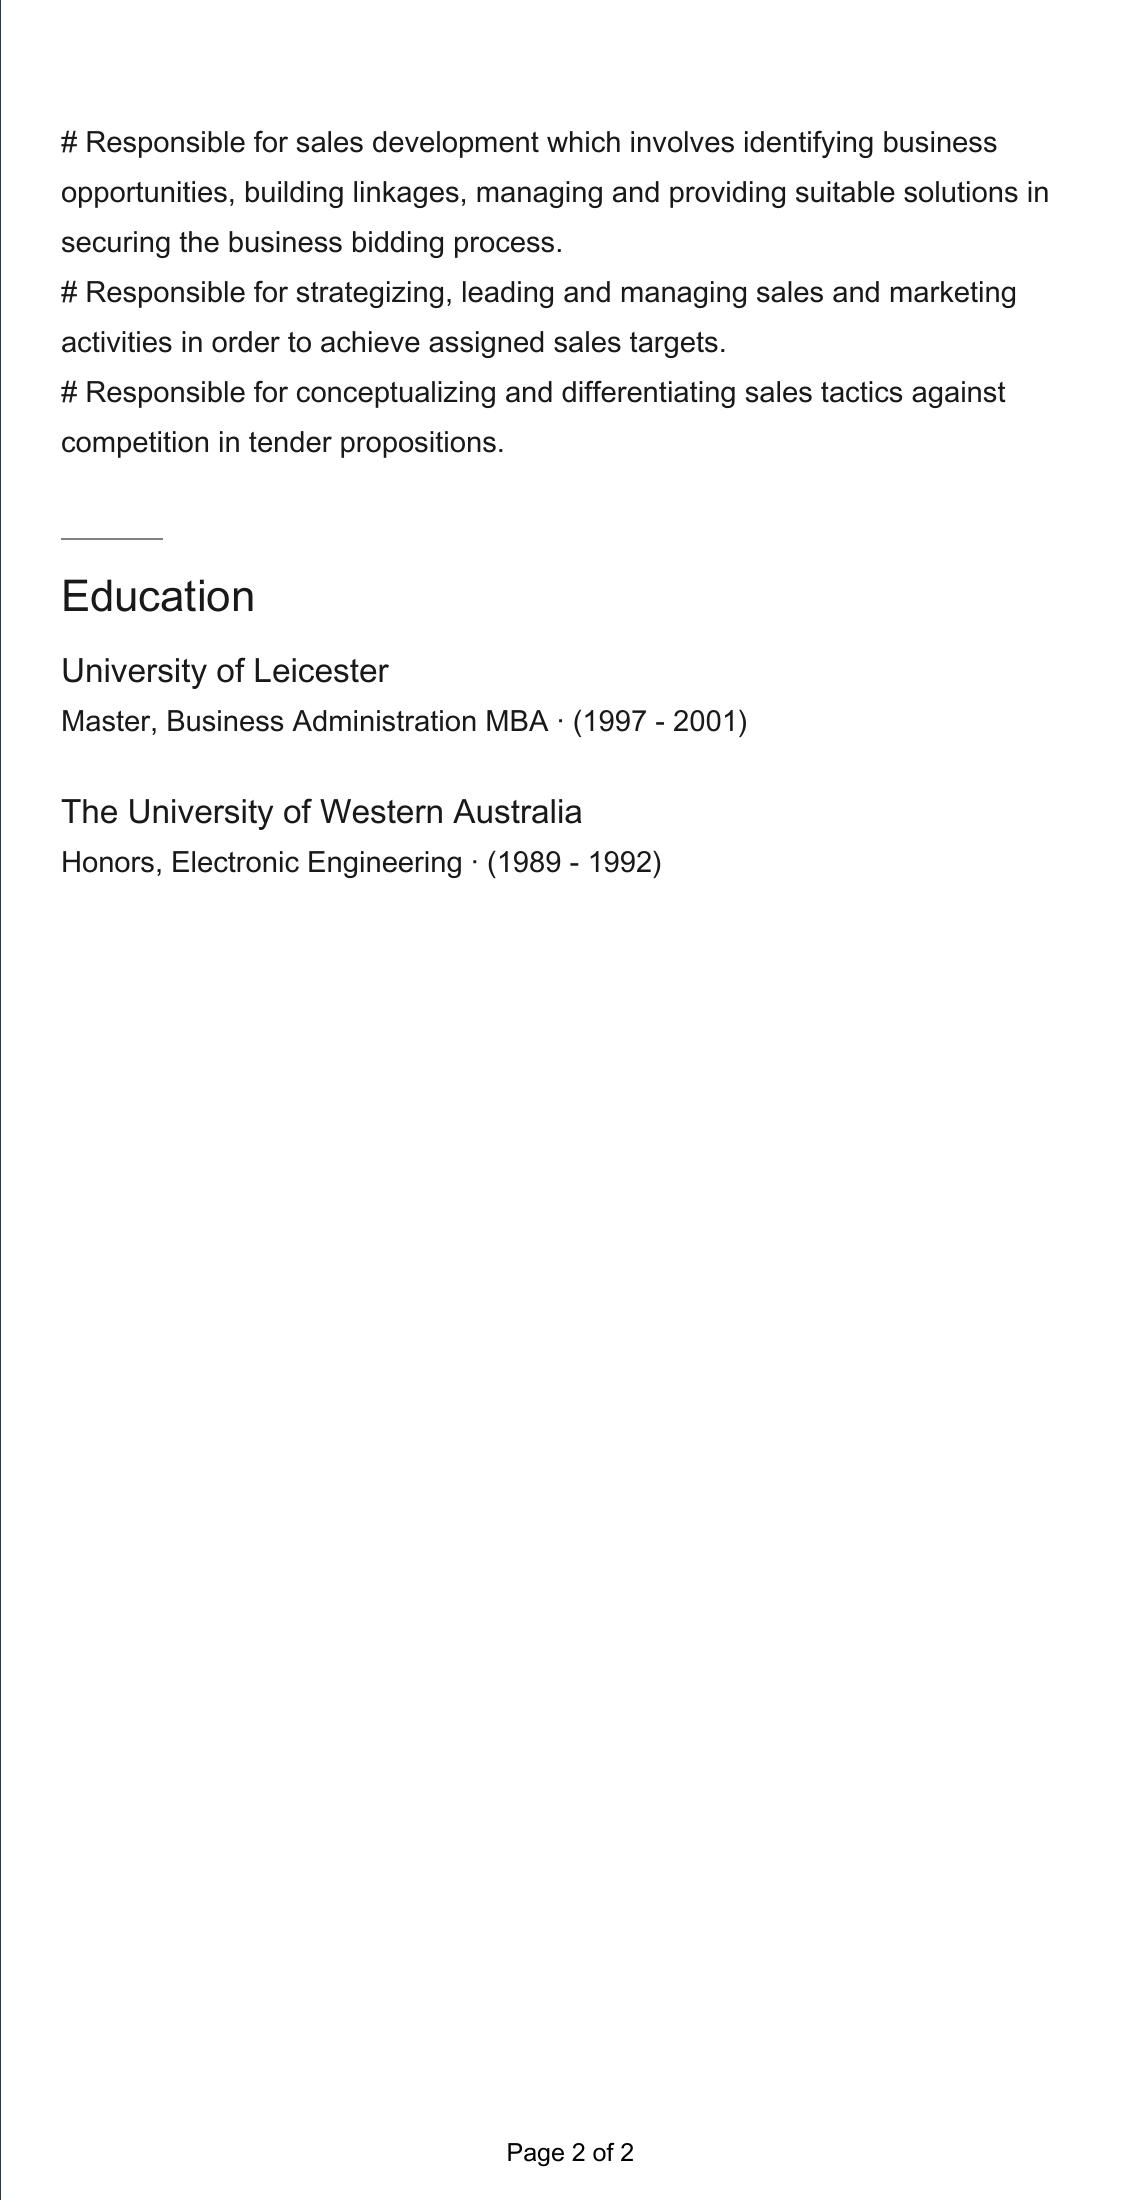 # Responsible for sales development which involves identifying business
opportunities, building linkages, managing and providing suitable solutions in
securing the business bidding process.
# Responsible for strategizing, leading and managing sales and marketing
activities in order to achieve assigned sales targets.
# Responsible for conceptualizing and differentiating sales tactics against
competition in tender propositions.
Education
University of Leicester
Master, Business Administration MBA · (1997 - 2001)
The University of Western Australia
Honors, Electronic Engineering · (1989 - 1992)
Page 2 of 2